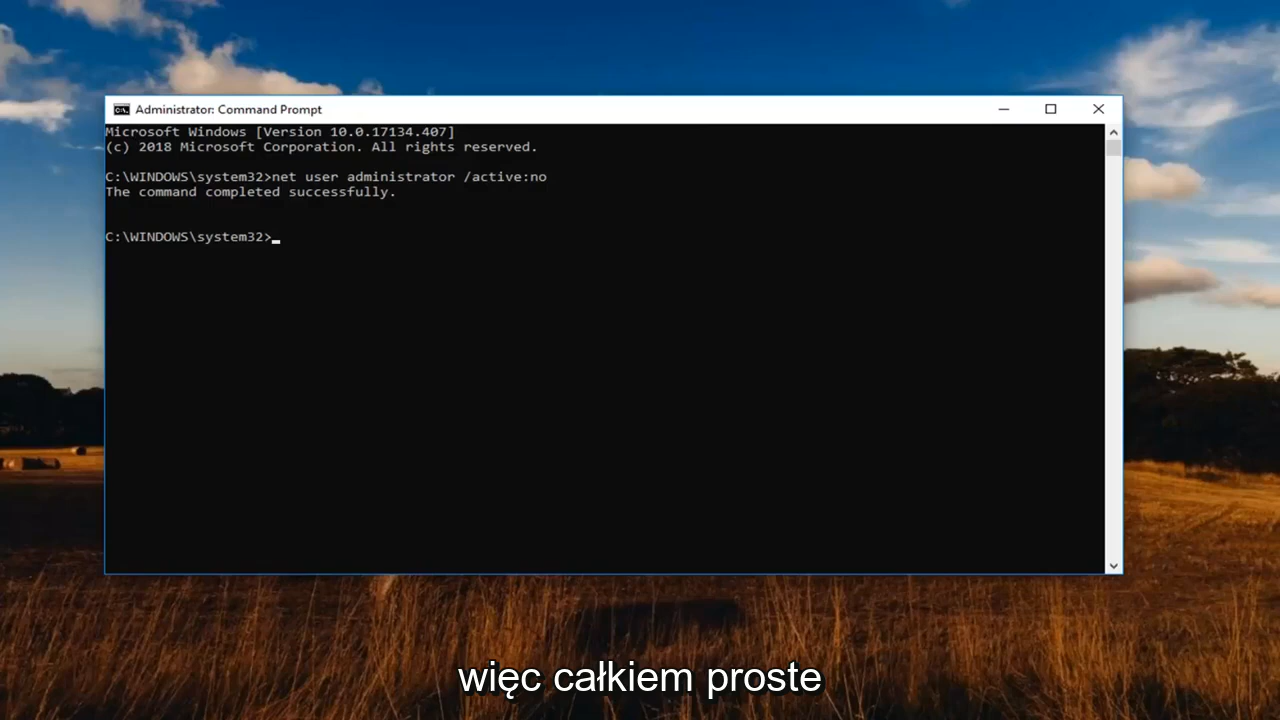 Administrator: Command Prompt
Microsoft Windows [Version 10.0.17134.407]
(c) 2018 Microsoft Corporation. All rights reserved.
C:\WINDOWS\system32>net user administrator /active:no
The command completed successfully.
C:\WINDOWS\system32>
więc całkiem proste